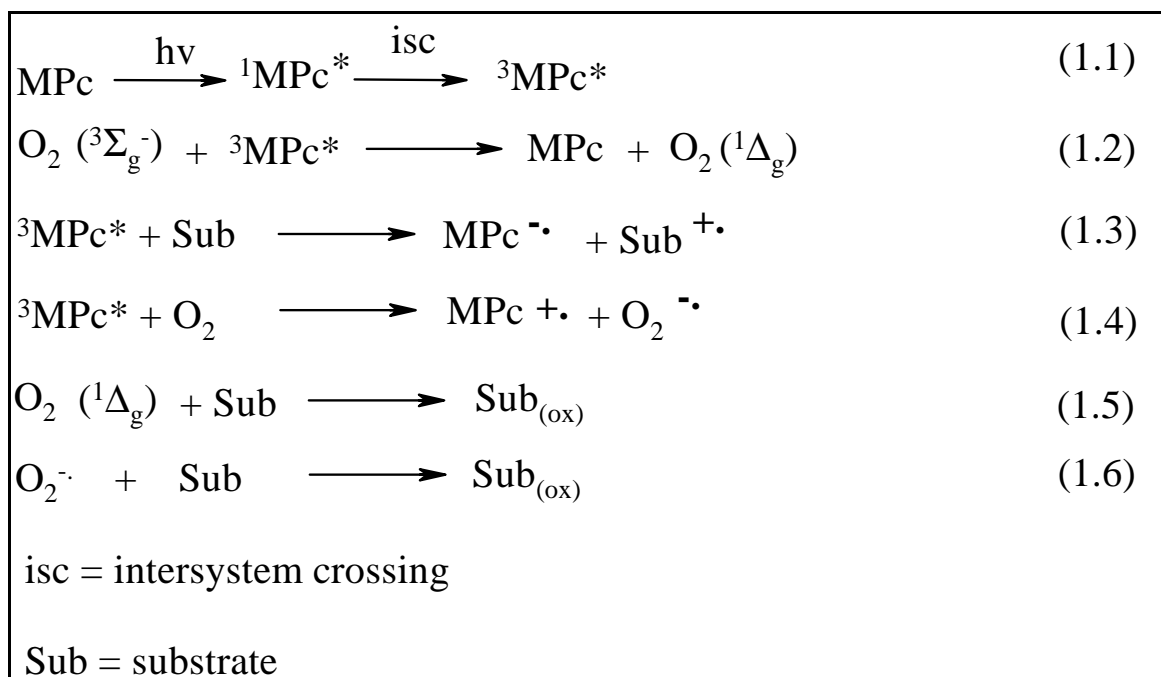 MPc hv ¹MPc* isc ³MPc* (1.1)
O₂ (³Σg⁻) + ³MPc* MPc + O₂ (¹Δg) (1.2)
³MPc* + Sub MPc ⁻· + Sub ⁺· (1.3)
³MPc* + O₂ MPc ⁺· + O₂ ⁻· (1.4)
O₂ (¹Δg) + Sub Sub(ox) (1.5)
O₂⁻· + Sub Sub(ox) (1.6)
isc = intersystem crossing
Sub = substrate